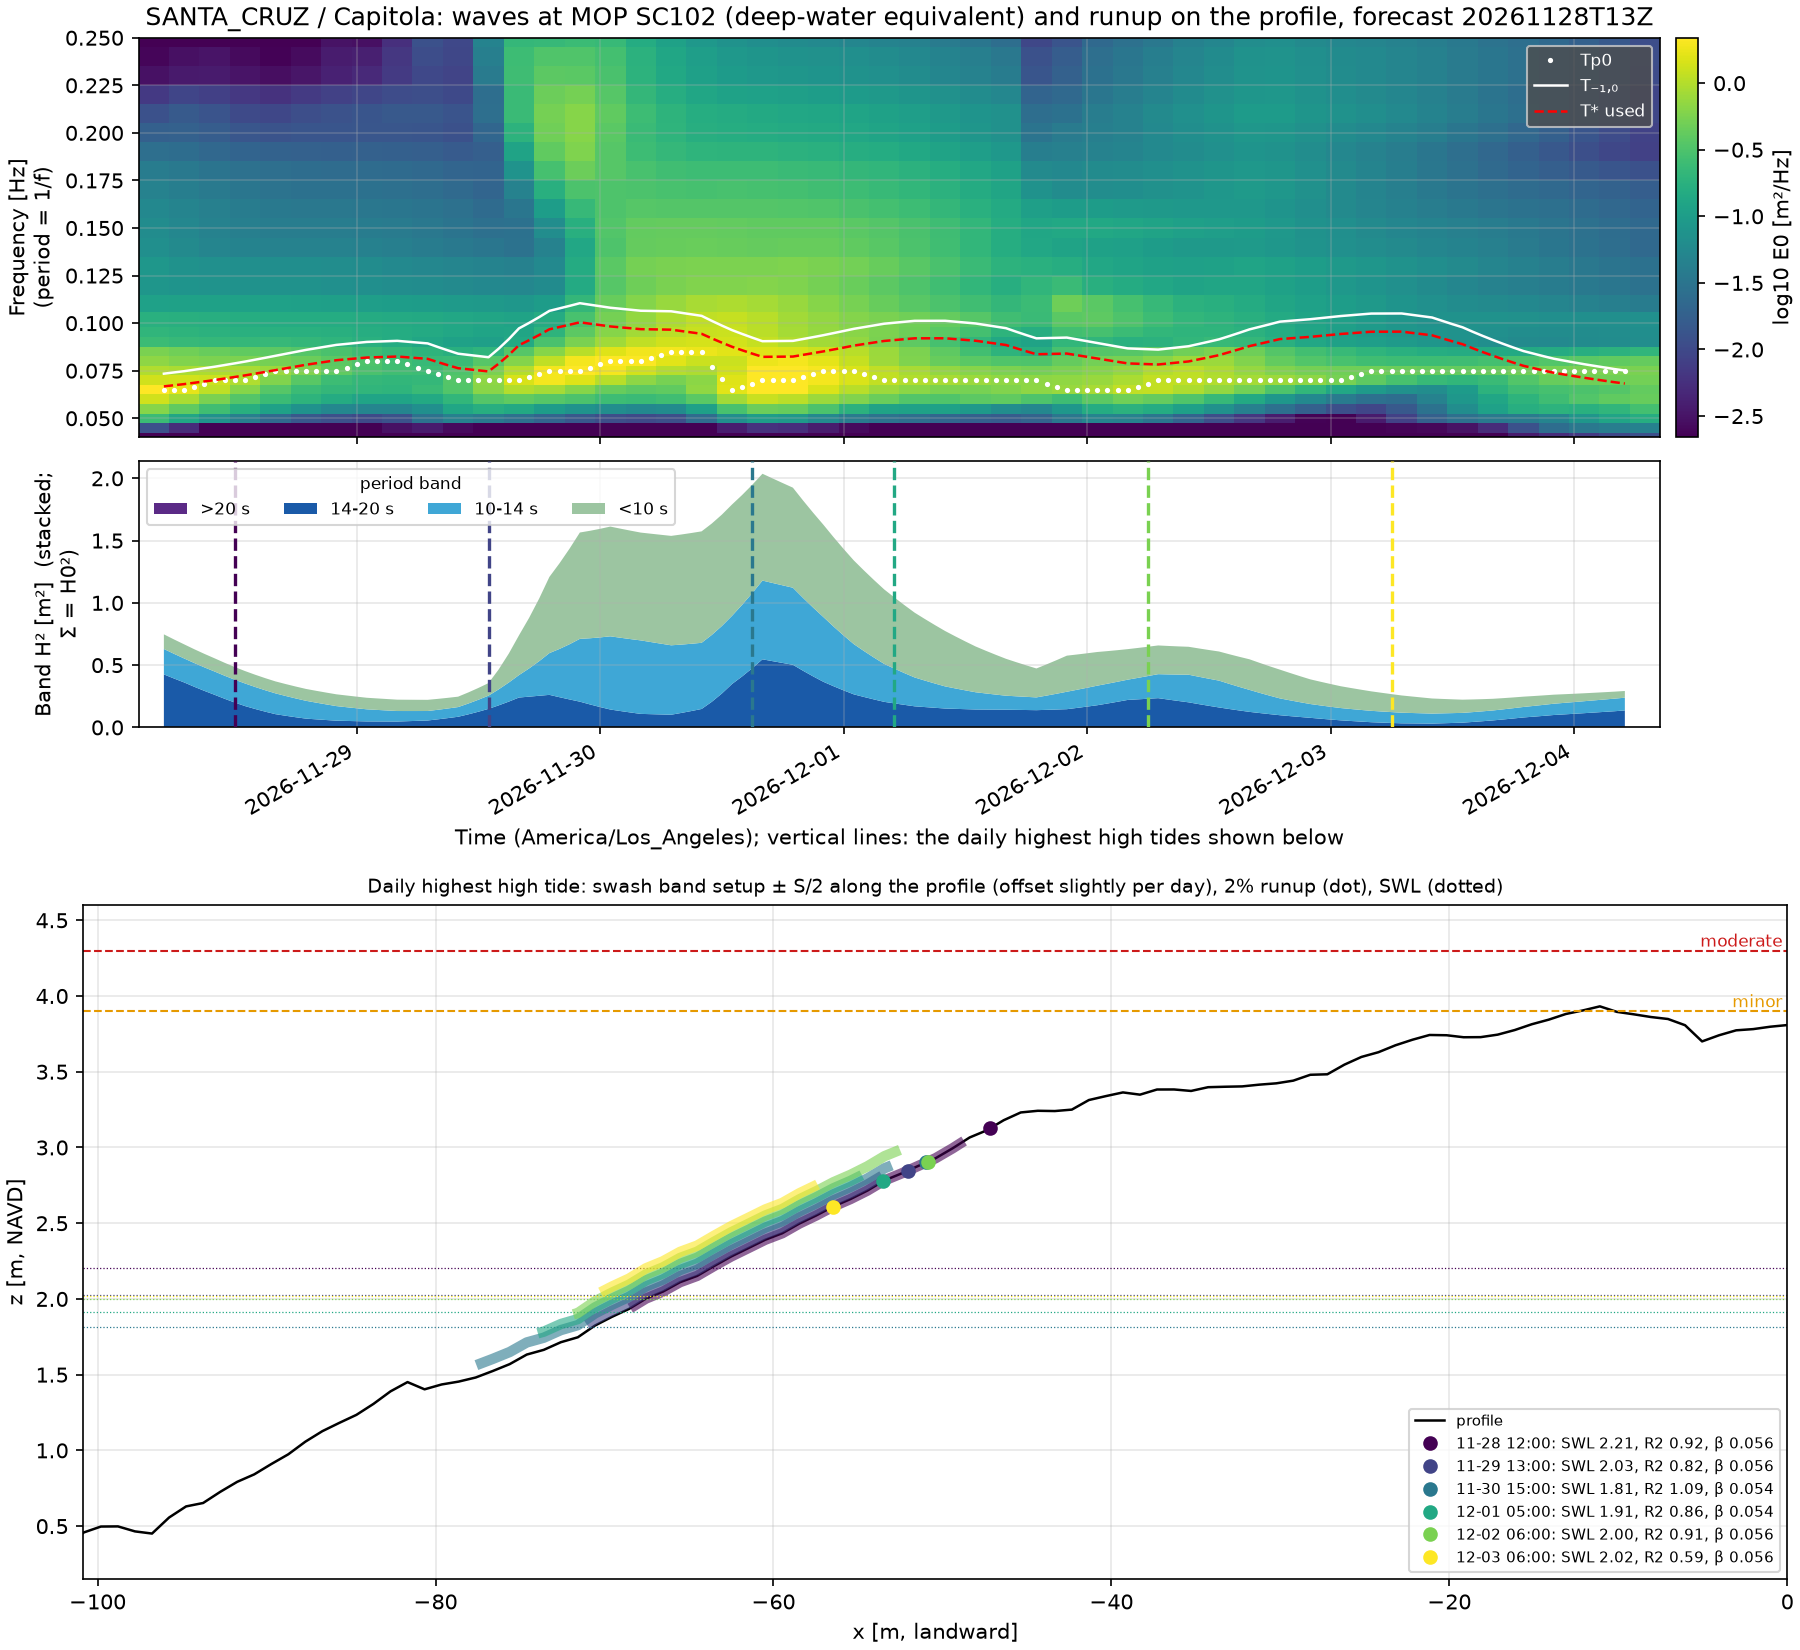 SANTA_CRUZ / Capitola: waves at MOP SC102 (deep-water equivalent) and runup on the profile, forecast 20261128T13Z
Frequency [Hz]
(period = 1/f)
0.250
0.225
0.200
0.175
0.150
0.125
0.100
0.075
0.050
Tp0
T₋₁,₀
T* used
0.0
−0.5
−1.0
−1.5
−2.0
−2.5
log10 E0 [m²/Hz]
Band H² [m²]  (stacked;
Σ = H0²)
2.0
1.5
1.0
0.5
0.0
period band
>20 s
14-20 s
10-14 s
<10 s
2026-11-29
2026-11-30
2026-12-01
2026-12-02
2026-12-03
2026-12-04
Time (America/Los_Angeles); vertical lines: the daily highest high tides shown below
Daily highest high tide: swash band setup ± S/2 along the profile (offset slightly per day), 2% runup (dot), SWL (dotted)
z [m, NAVD]
4.5
4.0
3.5
3.0
2.5
2.0
1.5
1.0
0.5
moderate
minor
profile
11-28 12:00: SWL 2.21, R2 0.92, β 0.056
11-29 13:00: SWL 2.03, R2 0.82, β 0.056
11-30 15:00: SWL 1.81, R2 1.09, β 0.054
12-01 05:00: SWL 1.91, R2 0.86, β 0.054
12-02 06:00: SWL 2.00, R2 0.91, β 0.056
12-03 06:00: SWL 2.02, R2 0.59, β 0.056
−100
−80
−60
−40
−20
0
x [m, landward]